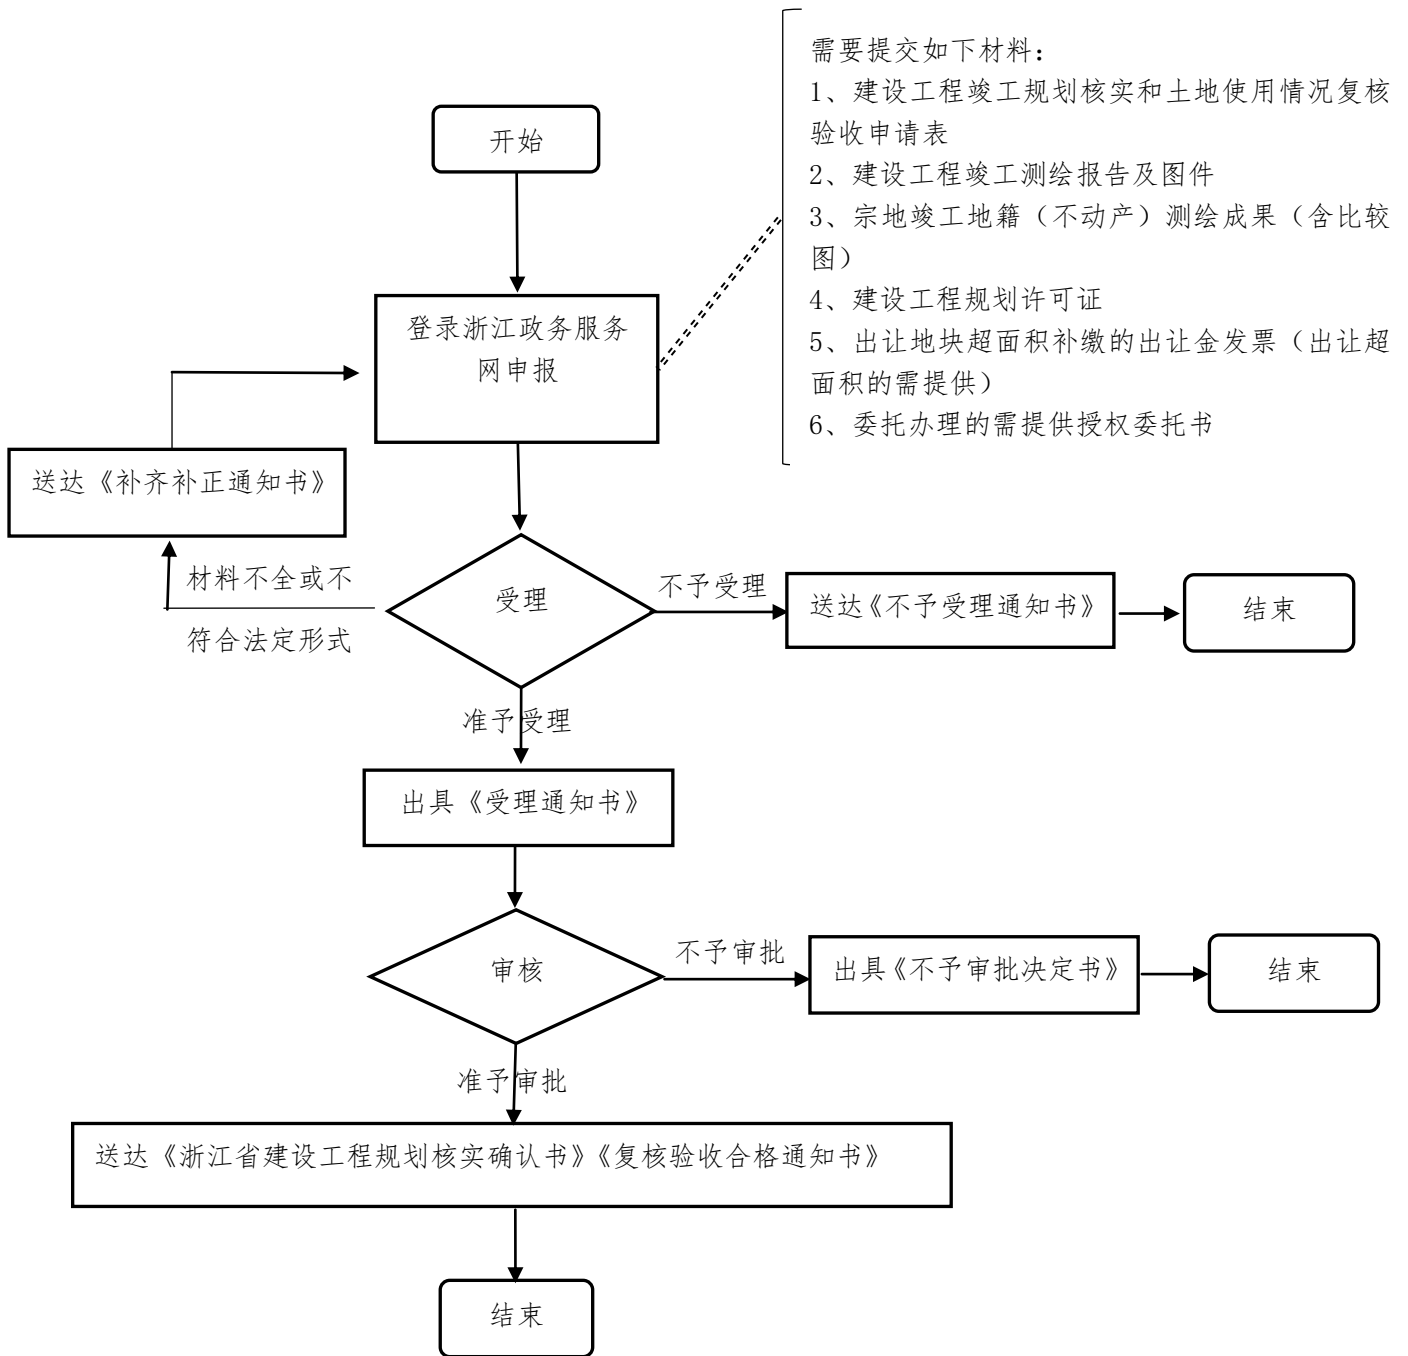 需要提交如下材料：
1、建设工程竣工规划核实和土地使用情况复核
验收申请表
2、建设工程竣工测绘报告及图件
3、宗地竣工地籍（不动产）测绘成果（含比较
图）
4、建设工程规划许可证
5、出让地块超面积补缴的出让金发票（出让超
面积的需提供）
6、委托办理的需提供授权委托书
开始
登录浙江政务服务
网申报
送达《补齐补正通知书》
材料不全或不
符合法定形式
受理
不予受理
送达《不予受理通知书》
结束
准予受理
出具《受理通知书》
审核
不予审批
出具《不予审批决定书》
结束
准予审批
送达《浙江省建设工程规划核实确认书》《复核验收合格通知书》
结束